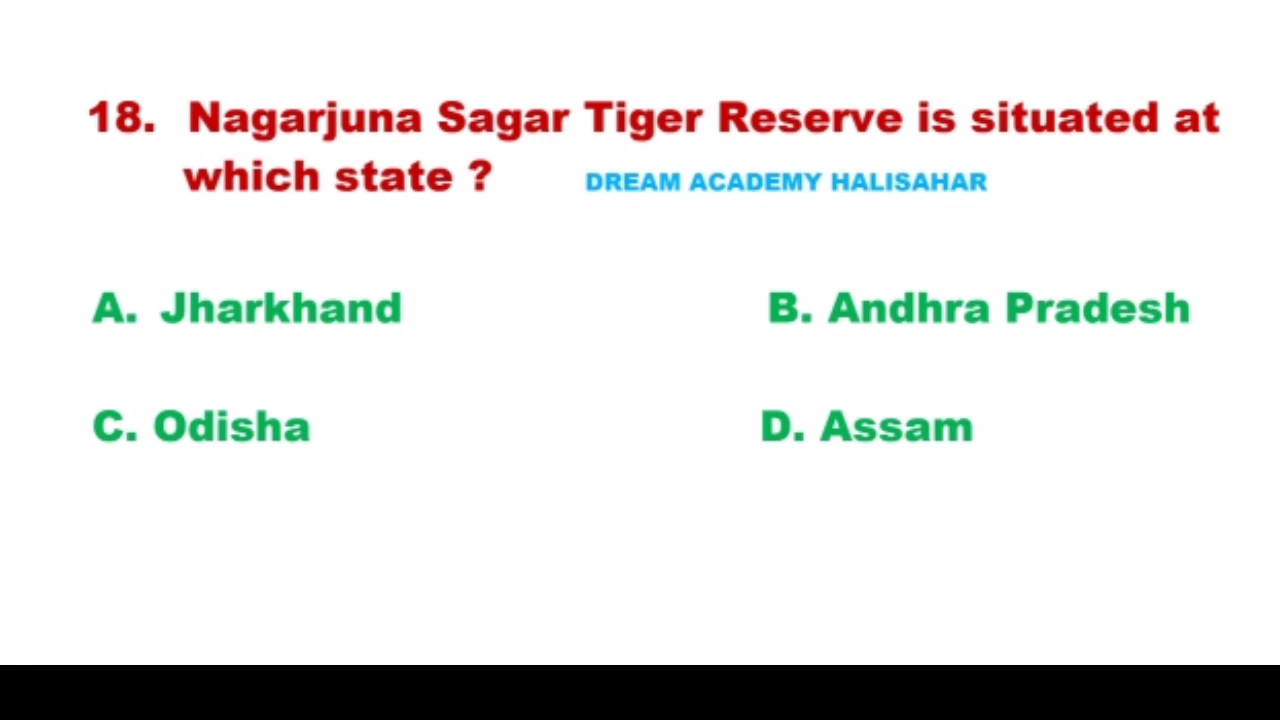 18. Nagarjuna Sagar Tiger Reserve is situated at
which state ? DREAM ACADEMY HALISAHAR
A. Jharkhand B. Andhra Pradesh
C. Odisha D. Assam